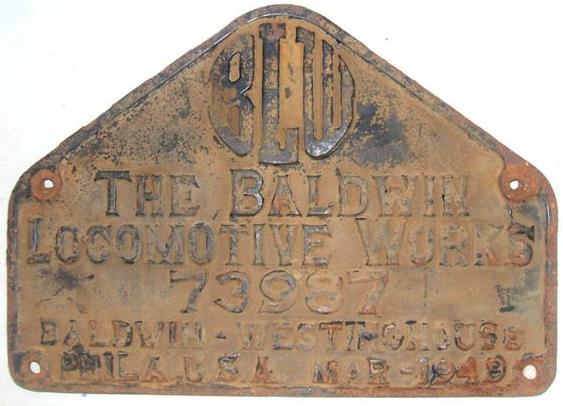 BLW
THE BALDWIN
LOCOMOTIVE WORKS
73987
BALDWIN - WESTINGHOUSE
PHILA, U.S.A. MAR - 1949